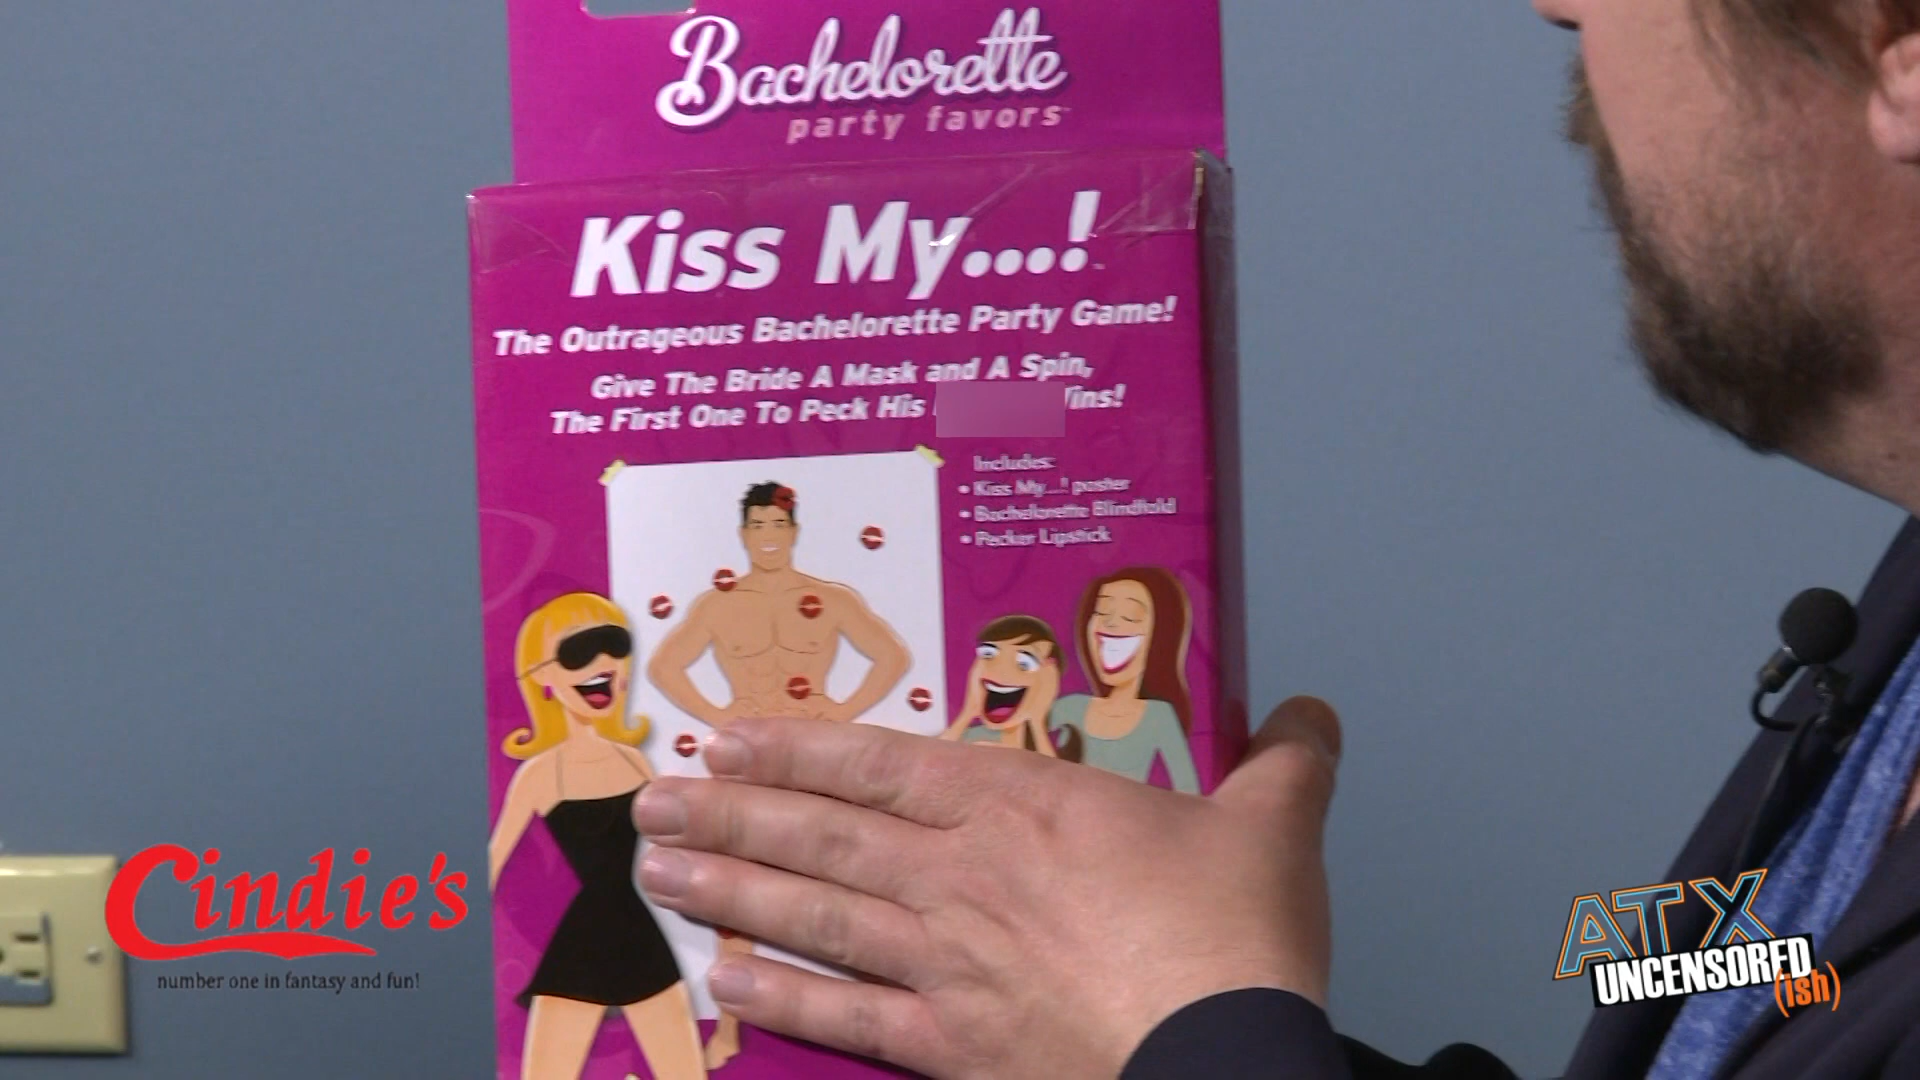 Bachelorette
party favors
Kiss My...!
The Outrageous Bachelorette Party Game!
Give The Bride A Mask and A Spin,
The First One To Peck His
Includes:
• Kiss My...! poster
• Bachelorette Blindfold
• Pecker Lipstick
Cindie's
number one in fantasy and fun!
ATX
UNCENSORED
(ish)